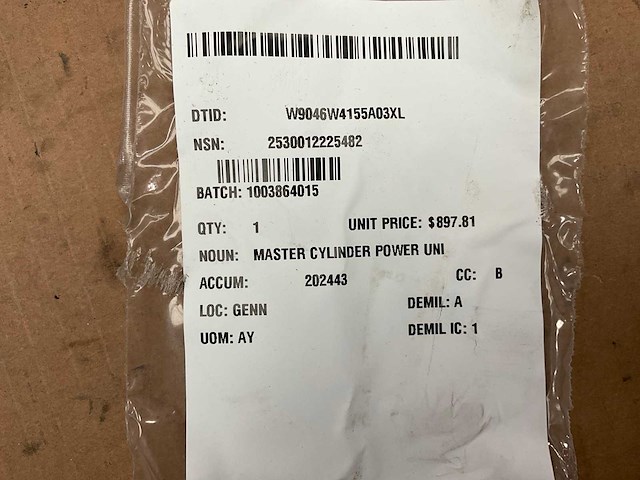 DTID: W9046W4155A03XL
NSN: 2530012225482
BATCH: 1003864015
QTY: 1 UNIT PRICE: $897.81
NOUN: MASTER CYLINDER POWER UNI
ACCUM: 202443 CC: B
LOC: GENN DEMIL: A
UOM: AY DEMIL IC: 1